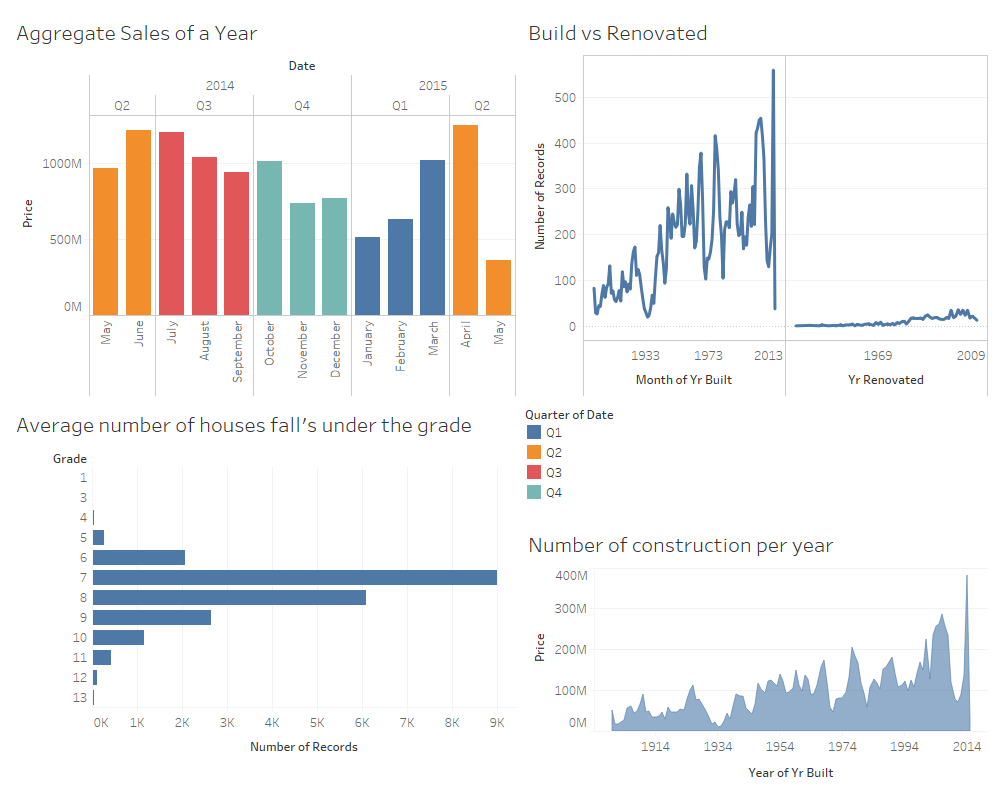 Aggregate Sales of a Year
Date
2014
2015
Q2
Q3
Q4
Q1
Q2
Price
1000M
500M
0M
May
June
July
August
September
October
November
December
January
February
March
April
May
Build vs Renovated
Number of Records
500
400
300
200
100
0
1933
1973
2013
1969
2009
Month of Yr Built
Yr Renovated
Average number of houses fall's under the grade
Grade
1
3
4
5
6
7
8
9
10
11
12
13
0K
1K
2K
3K
4K
5K
6K
7K
8K
9K
Number of Records
Quarter of Date
Q1
Q2
Q3
Q4
Number of construction per year
Price
400M
300M
200M
100M
0M
1914
1934
1954
1974
1994
2014
Year of Yr Built